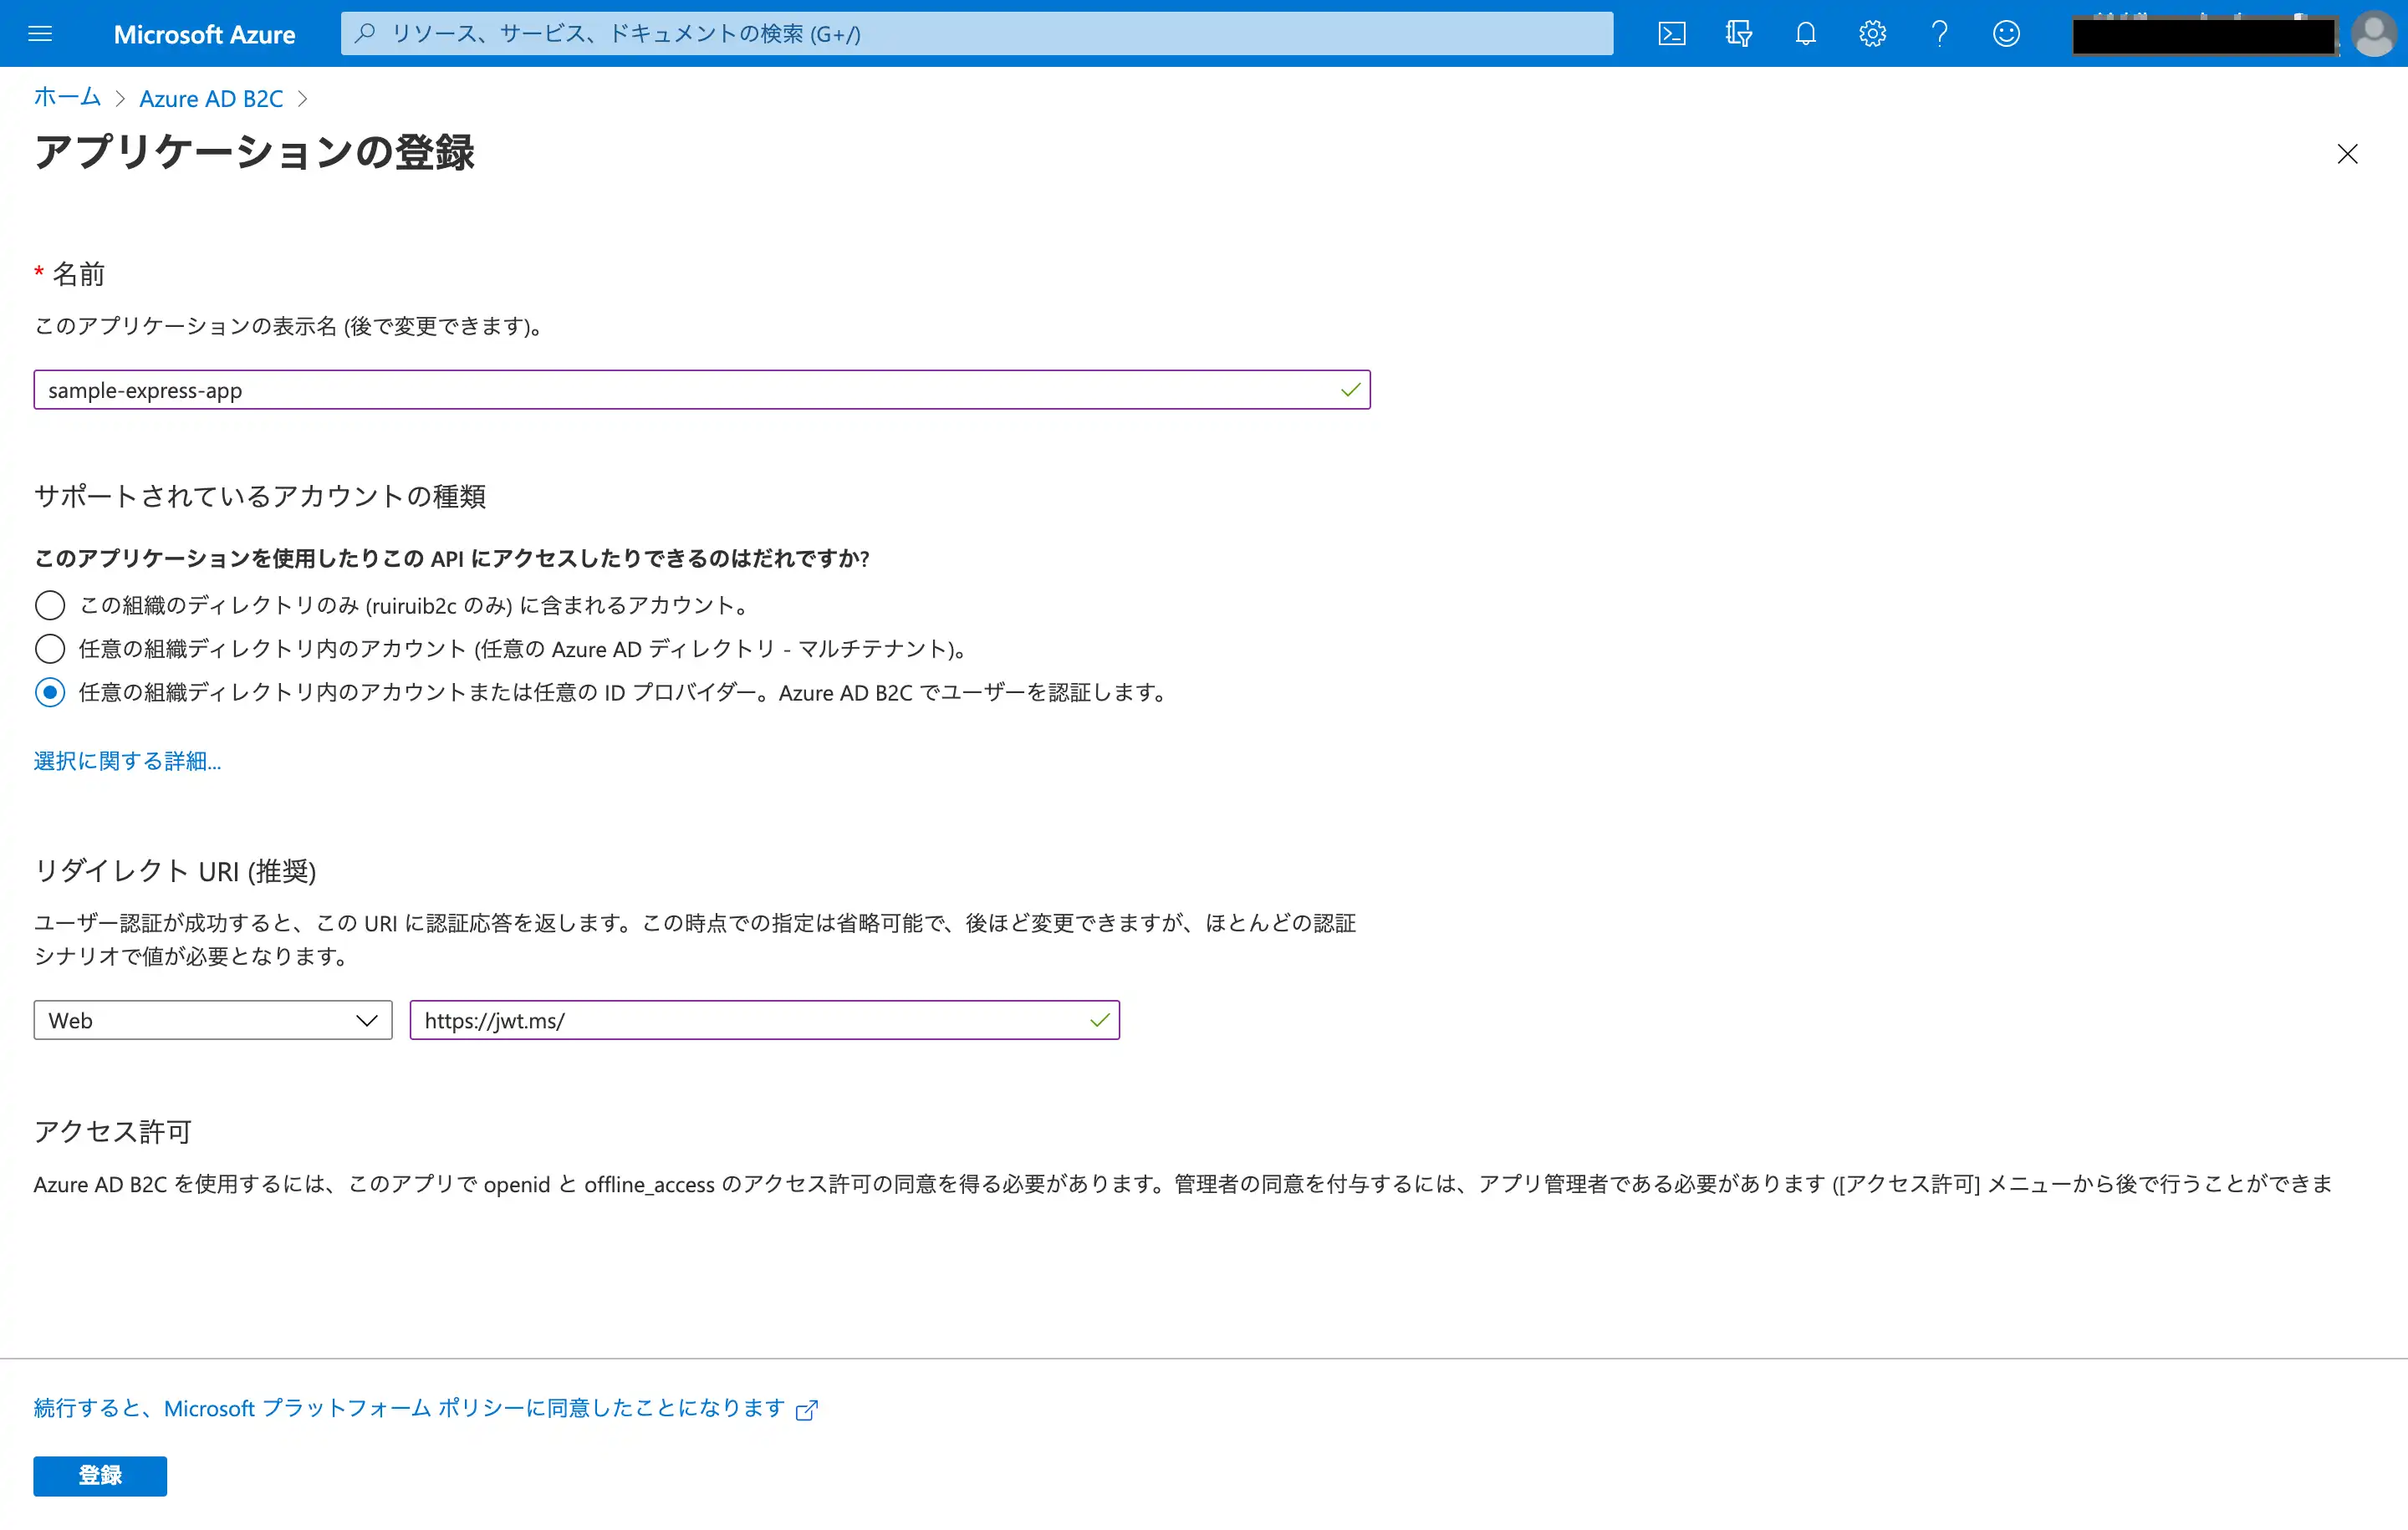 Microsoft Azure
リソース、サービス、ドキュメントの検索 (G+/)
ホーム > Azure AD B2C >
アプリケーションの登録
* 名前
このアプリケーションの表示名 (後で変更できます)。
sample-express-app
サポートされているアカウントの種類
このアプリケーションを使用したりこの API にアクセスしたりできるのはだれですか?
この組織のディレクトリのみ (ruiruib2c のみ) に含まれるアカウント。
任意の組織ディレクトリ内のアカウント (任意の Azure AD ディレクトリ - マルチテナント)。
任意の組織ディレクトリ内のアカウントまたは任意の ID プロバイダー。Azure AD B2C でユーザーを認証します。
選択に関する詳細...
リダイレクト URI (推奨)
ユーザー認証が成功すると、この URI に認証応答を返します。この時点での指定は省略可能で、後ほど変更できますが、ほとんどの認証
シナリオで値が必要となります。
Web
https://jwt.ms/
アクセス許可
Azure AD B2C を使用するには、このアプリで openid と offline_access のアクセス許可の同意を得る必要があります。管理者の同意を付与するには、アプリ管理者である必要があります ([アクセス許可] メニューから後で行うことができま
続行すると、Microsoft プラットフォーム ポリシーに同意したことになります
登録